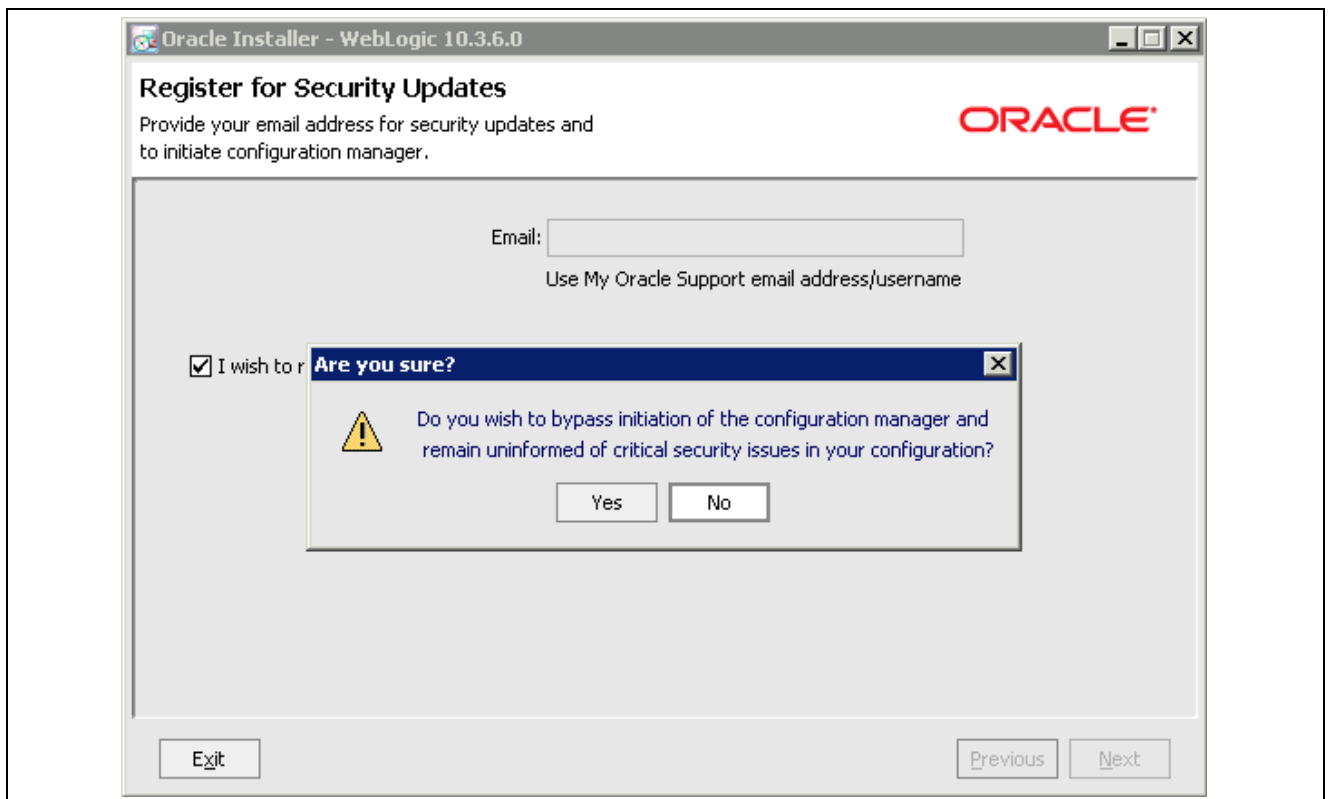 Oracle Installer - WebLogic 10.3.6.0
Register for Security Updates
Provide your email address for security updates and
to initiate configuration manager.
ORACLE
Email:
Use My Oracle Support email address/username
I wish to r
Are you sure?
Do you wish to bypass initiation of the configuration manager and
remain uninformed of critical security issues in your configuration?
Yes No
Exit Previous Next